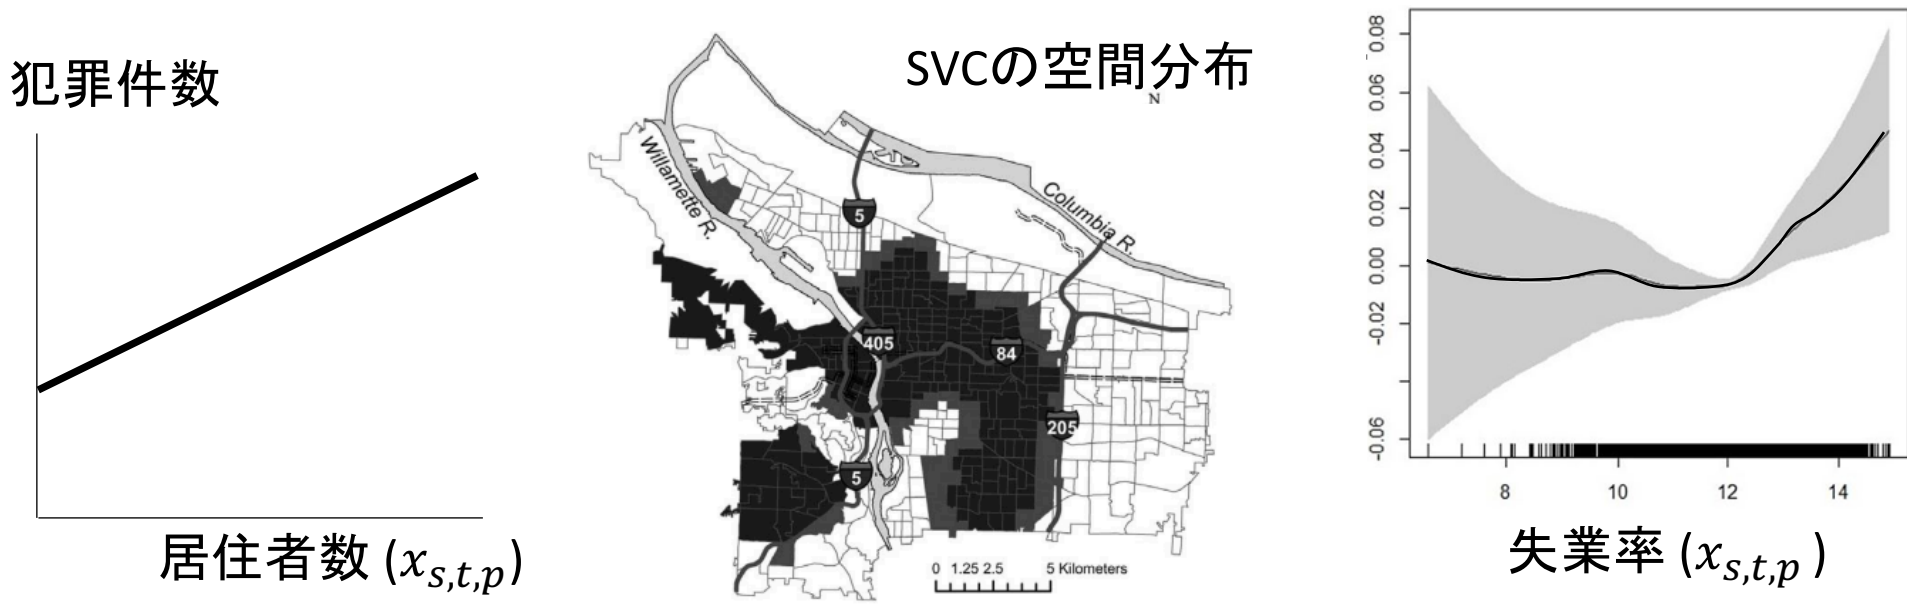 犯罪件数
居住者数 (x_{s,t,p})
SVCの空間分布
N
Willamette R.
Columbia R.
5
405
84
205
5
0 1.25 2.5 5 Kilometers
0.08
0.06
0.04
0.02
0.00
-0.02
-0.06
8 10 12 14
失業率 (x_{s,t,p})